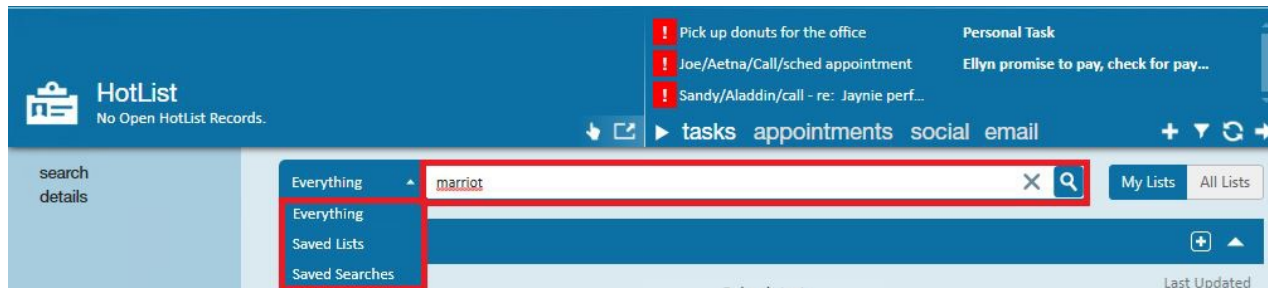 ! Pick up donuts for the office Personal Task
! Joe/Aetna/Call/sched appointment Ellyn promise to pay, check for pay...
! Sandy/Aladdin/call - re: Jaynie perf...
HotList
No Open HotList Records.
tasks appointments social email
search
details
Everything marriot My Lists All Lists
Everything
Saved Lists
Saved Searches
Last Updated